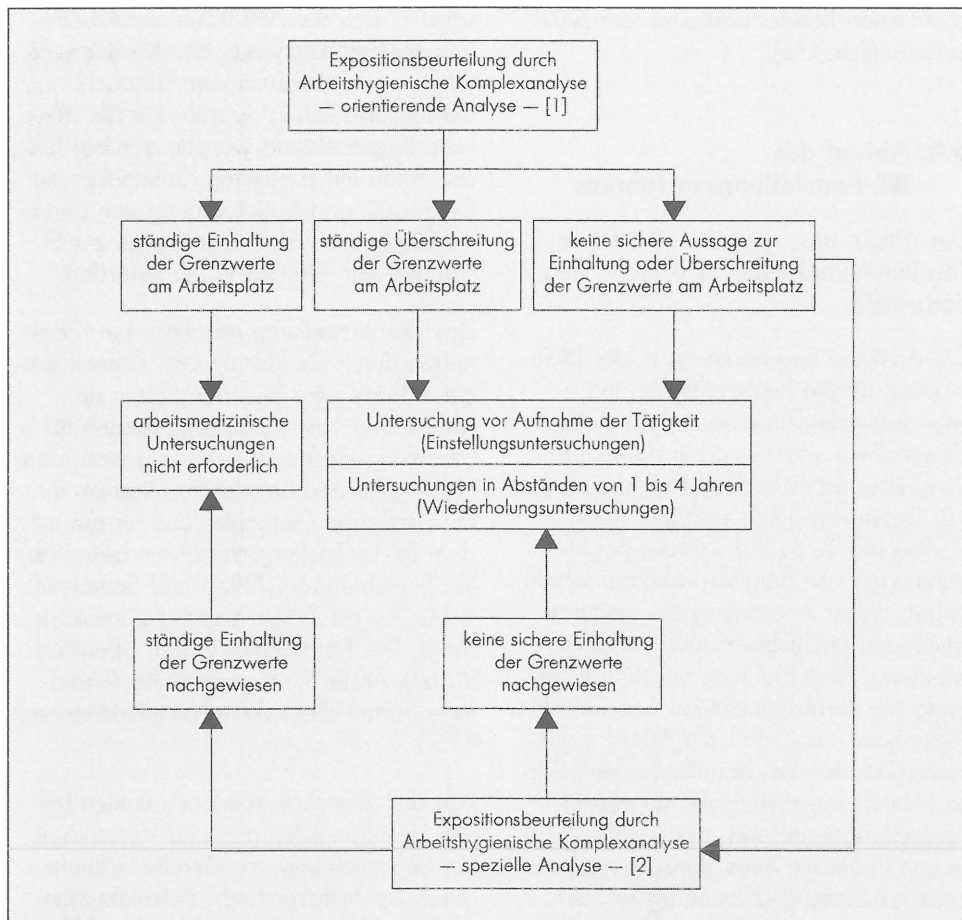 Expositionsbeurteilung durch
Arbeitshygienische Komplexanalyse
— orientierende Analyse — [1]
ständige Einhaltung
der Grenzwerte
am Arbeitsplatz
ständige Überschreitung
der Grenzwerte
am Arbeitsplatz
keine sichere Aussage zur
Einhaltung oder Überschreitung
der Grenzwerte am Arbeitsplatz
arbeitsmedizinische
Untersuchungen
nicht erforderlich
Untersuchung vor Aufnahme der Tätigkeit
(Einstellungsuntersuchungen)
Untersuchungen in Abständen von 1 bis 4 Jahren
(Wiederholungsuntersuchungen)
ständige Einhaltung
der Grenzwerte
nachgewiesen
keine sichere Einhaltung
der Grenzwerte
nachgewiesen
Expositionsbeurteilung durch
Arbeitshygienische Komplexanalyse
— spezielle Analyse — [2]